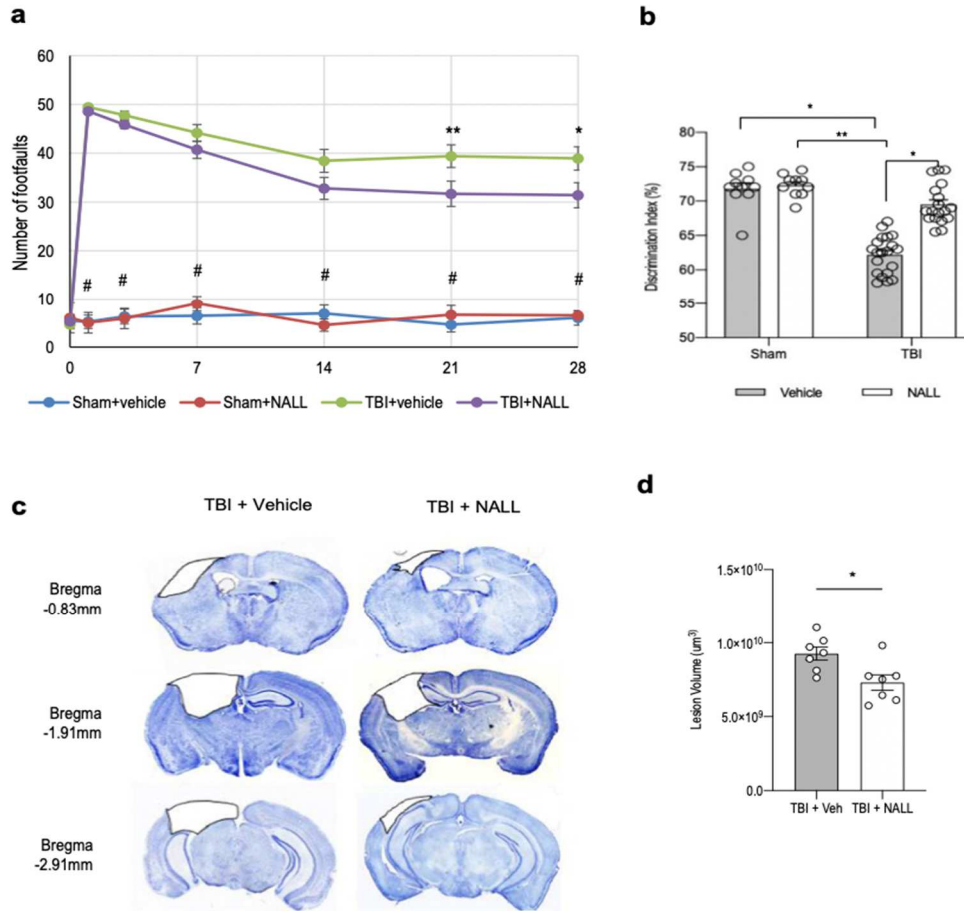 a
60
50
40
30
20
10
0
Number of footfaults
** *
# # # # # #
0 7 14 21 28
Sham+vehicle Sham+NALL TBI+vehicle TBI+NALL
b
*
**
*
80
75
70
65
60
55
50
Discrimination Index (%)
Sham TBI
Vehicle NALL
c
TBI + Vehicle TBI + NALL
Bregma
-0.83mm
Bregma
-1.91mm
Bregma
-2.91mm
d
*
1.5×10¹⁰
1.0×10¹⁰
5.0×10⁹
0.0
Lesion Volume (um⁻³)
TBI + Veh TBI + NALL